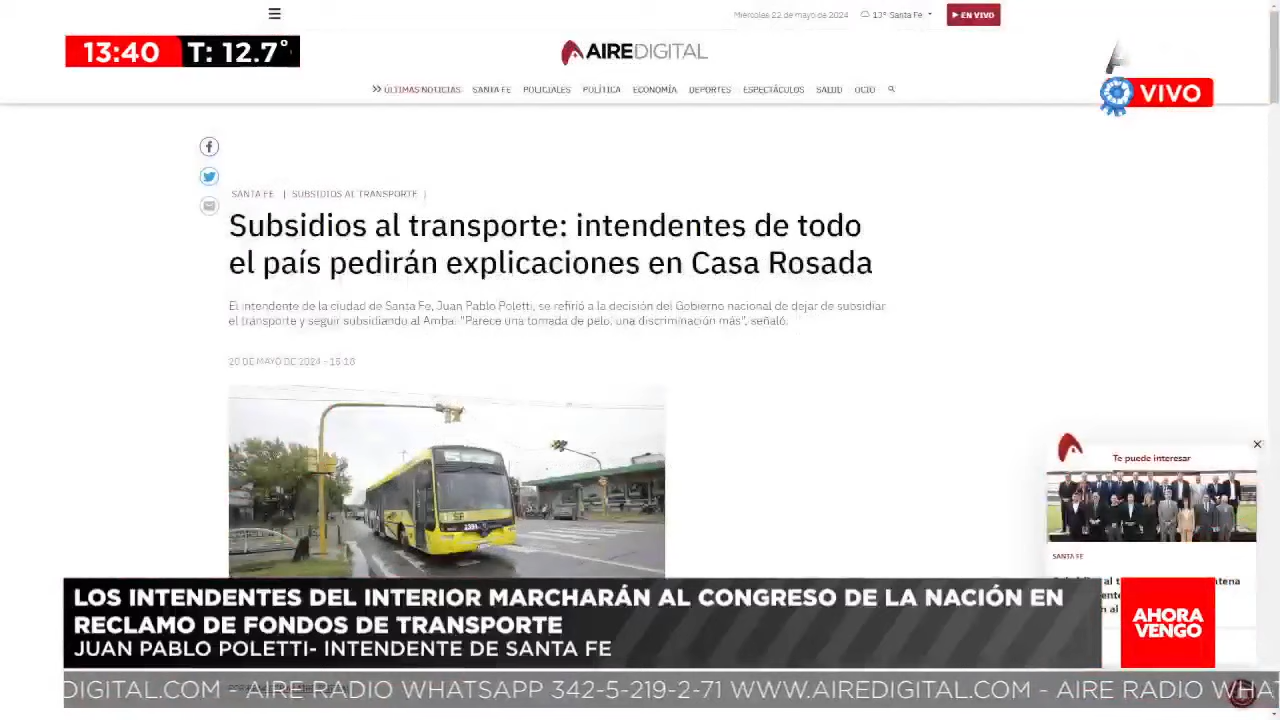 Miércoles 22 de mayo de 2024
13° Santa Fe
EN VIVO
13:40 T: 12.7°
AIREDIGITAL
VIVO
ÚLTIMAS NOTICIAS SANTA FE POLICIALES POLÍTICA ECONOMÍA DEPORTES ESPECTÁCULOS SALUD OCIO
SANTA FE | SUBSIDIOS AL TRANSPORTE |
Subsidios al transporte: intendentes de todo
el país pedirán explicaciones en Casa Rosada
El intendente de la ciudad de Santa Fe, Juan Pablo Poletti, se refirió a la decisión del Gobierno nacional de dejar de subsidiar
el transporte y seguir subsidiando al Amba. "Parece una tomada de pelo, una discriminación más", señaló.
20 DE MAYO DE 2024 - 15:18
Te puede interesar
SANTA FE
LOS INTENDENTES DEL INTERIOR MARCHARÁN AL CONGRESO DE LA NACIÓN EN
RECLAMO DE FONDOS DE TRANSPORTE
JUAN PABLO POLETTI- INTENDENTE DE SANTA FE
AHORA
VENGO
DIGITAL.COM - AIRE RADIO WHATSAPP 342-5-219-2-71 WWW.AIREDIGITAL.COM - AIRE RADIO WHAT